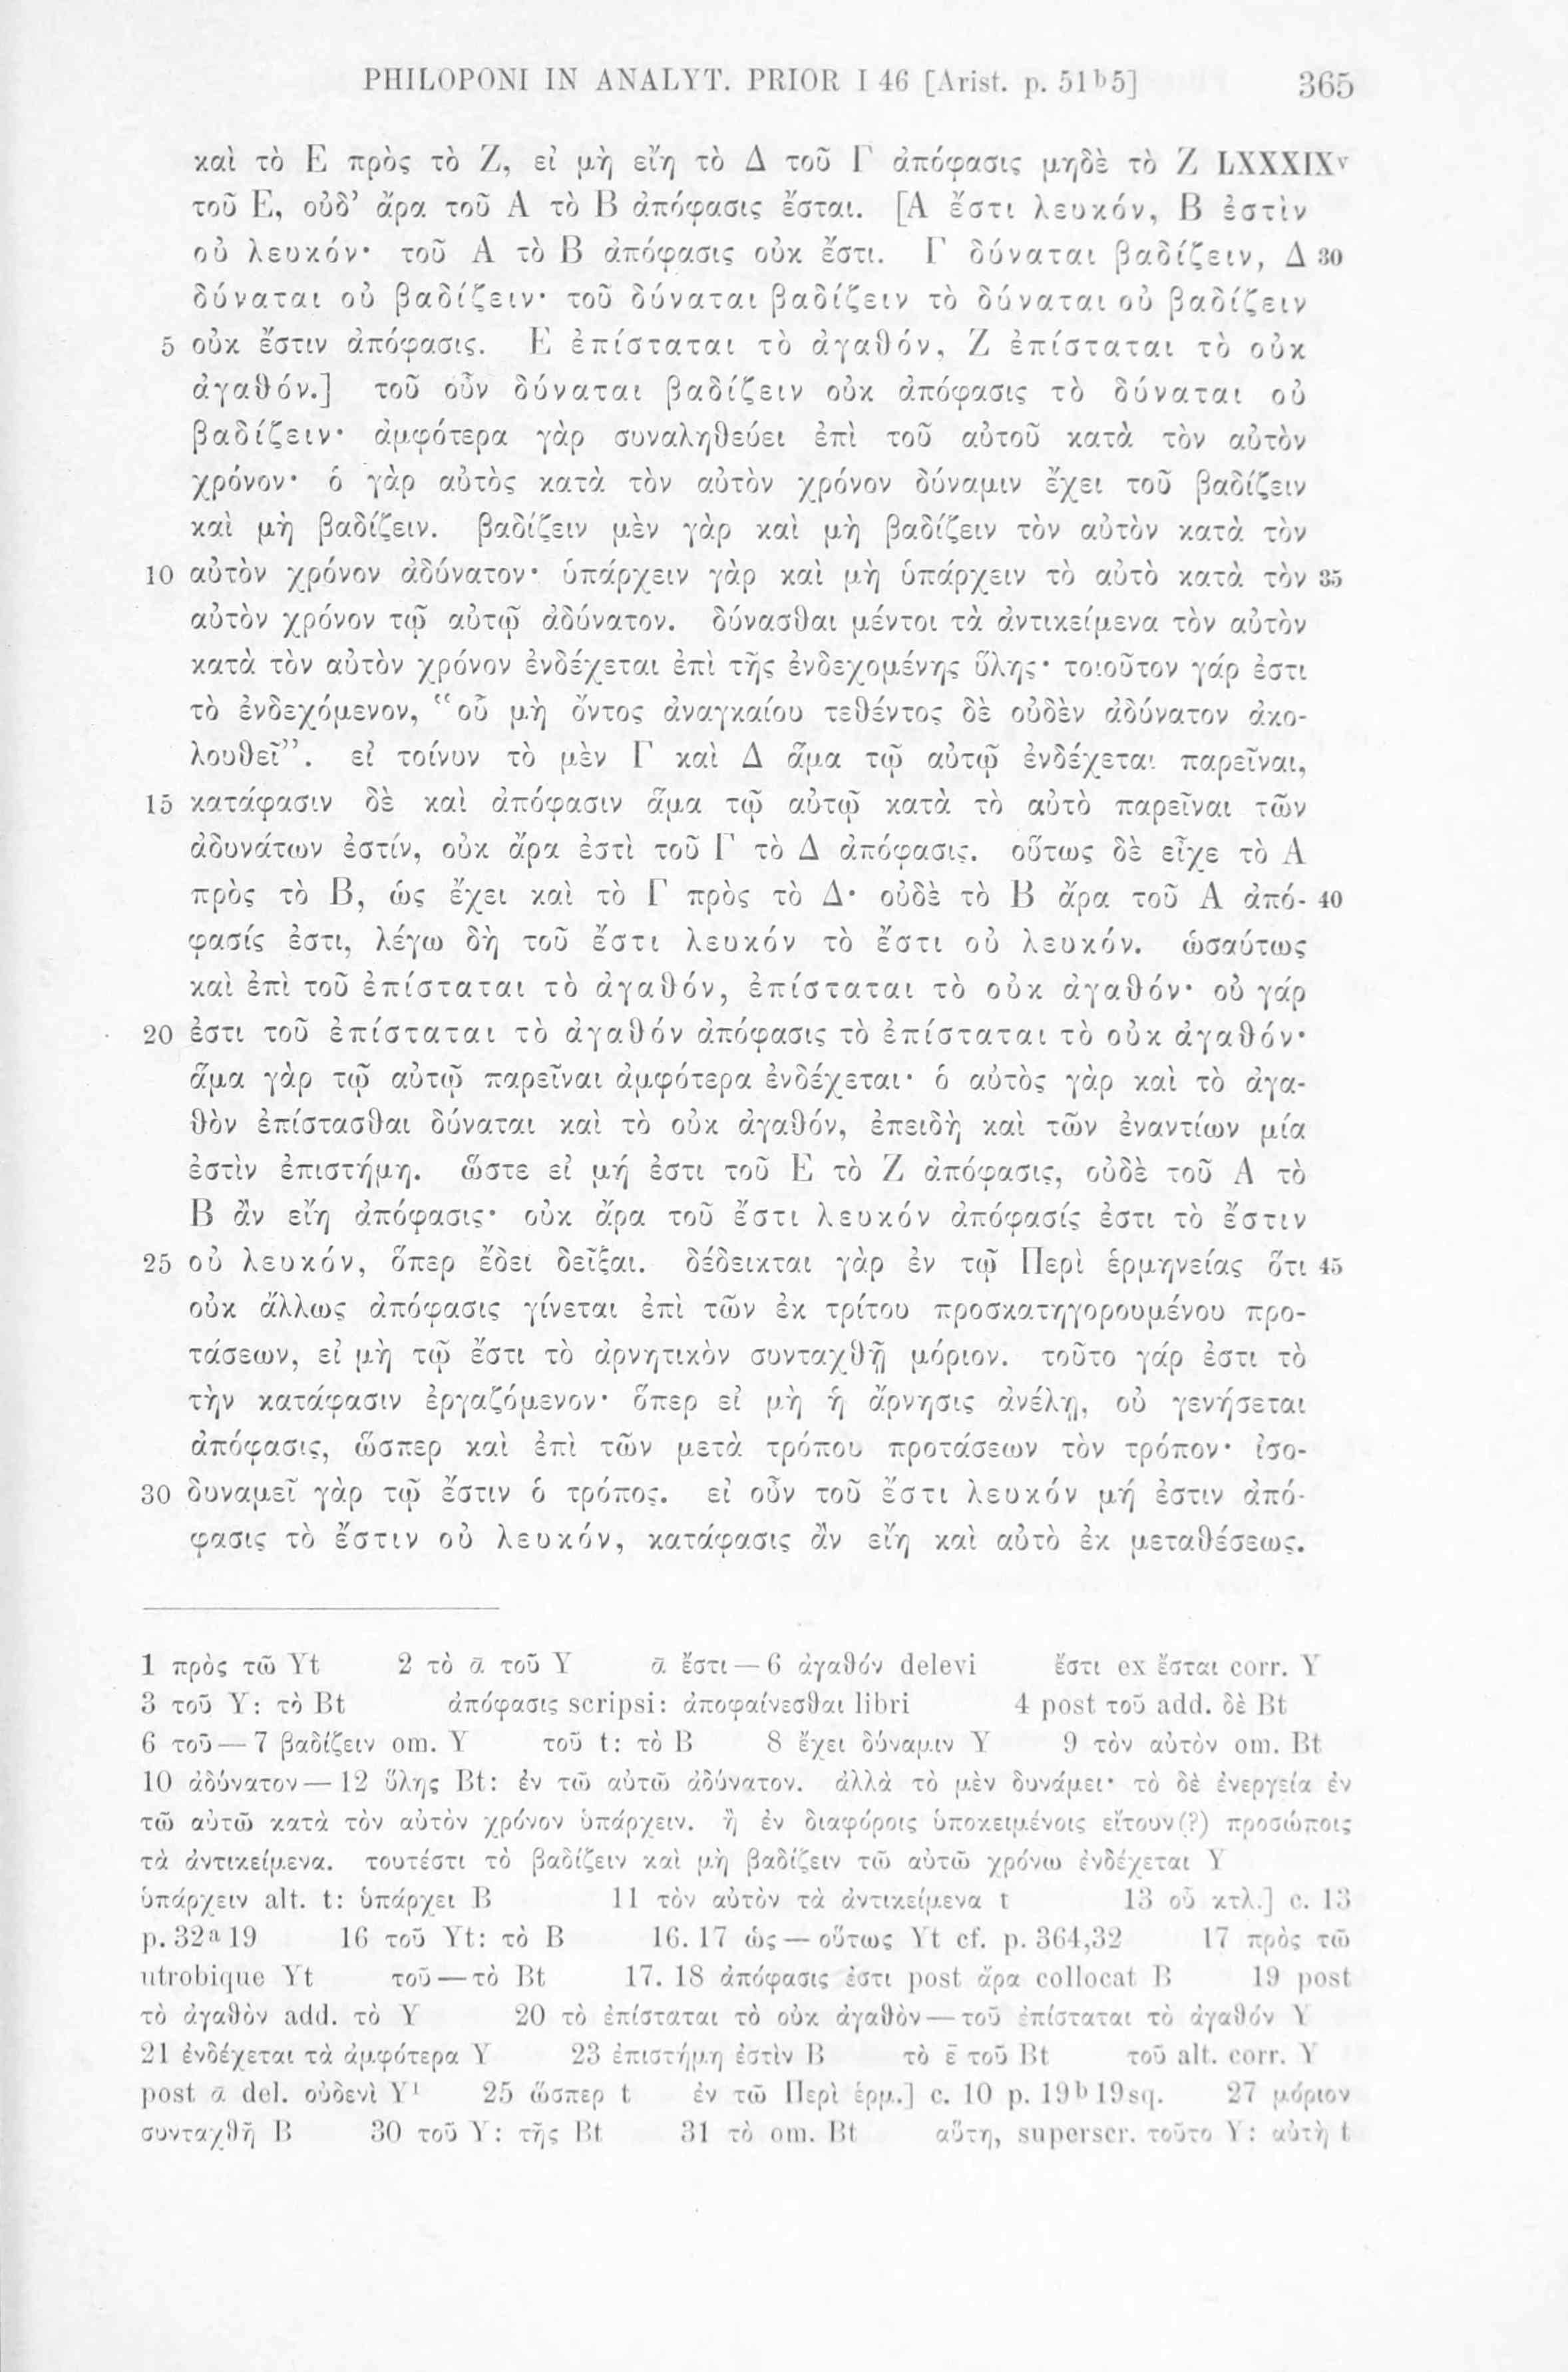 PHILOPONI IN ANALYT. PRIOR I 46 [Arist. p. 51ᵇ5] 365
καὶ τὸ Ε πρὸς τὸ Ζ, εἰ μὴ εἴη τὸ Δ τοῦ Γ ἀπόφασις μηδὲ τὸ Ζ LXXXIXᵛ
τοῦ Ε, οὐδ’ ἄρα τοῦ Α τὸ Β ἀπόφασις ἔσται. [Α ἔστι λευκόν, Β ἐστὶν
οὐ λευκόν· τοῦ Α τὸ Β ἀπόφασις οὐκ ἔστι. Γ δύναται βαδίζειν, Δ 30
δύναται οὐ βαδίζειν· τοῦ δύναται βαδίζειν τὸ δύναται οὐ βαδίζειν
5 οὐκ ἔστιν ἀπόφασις. Ε ἐπίσταται τὸ ἀγαθόν, Ζ ἐπίσταται τὸ οὐκ
ἀγαθόν.] τοῦ οὖν δύναται βαδίζειν οὐκ ἀπόφασις τὸ δύναται οὐ
βαδίζειν· ἀμφότερα γὰρ συναληθεύει ἐπὶ τοῦ αὐτοῦ κατὰ τὸν αὐτὸν
χρόνον· ὁ γὰρ αὐτὸς κατὰ τὸν αὐτὸν χρόνον δύναμιν ἔχει τοῦ βαδίζειν
καὶ μὴ βαδίζειν. βαδίζειν μὲν γὰρ καὶ μὴ βαδίζειν τὸν αὐτὸν κατὰ τὸν
10 αὐτὸν χρόνον ἀδύνατον· ὑπάρχειν γὰρ καὶ μὴ ὑπάρχειν τὸ αὐτὸ κατὰ τὸν 35
αὐτὸν χρόνον τῷ αὐτῷ ἀδύνατον. δύνασθαι μέντοι τὰ ἀντικείμενα τὸν αὐτὸν
κατὰ τὸν αὐτὸν χρόνον ἐνδέχεται ἐπὶ τῆς ἐνδεχομένης ὕλης· τοιοῦτον γάρ ἐστι
τὸ ἐνδεχόμενον, “οὗ μὴ ὄντος ἀναγκαίου τεθέντος δὲ οὐδὲν ἀδύνατον ἀκο-
λουθεῖ”. εἰ τοίνυν τὸ μὲν Γ καὶ Δ ἅμα τῷ αὐτῷ ἐνδέχεται παρεῖναι,
15 κατάφασιν δὲ καὶ ἀπόφασιν ἅμα τῷ αὐτῷ κατὰ τὸ αὐτὸ παρεῖναι τῶν
ἀδυνάτων ἐστίν, οὐκ ἄρα ἐστὶ τοῦ Γ τὸ Δ ἀπόφασις. οὕτως δὲ εἶχε τὸ Α
πρὸς τὸ Β, ὡς ἔχει καὶ τὸ Γ πρὸς τὸ Δ· οὐδὲ τὸ Β ἄρα τοῦ Α ἀπό- 40
φασίς ἐστι, λέγω δὴ τοῦ ἔστι λευκόν τὸ ἔστι οὐ λευκόν. ὡσαύτως
καὶ ἐπὶ τοῦ ἐπίσταται τὸ ἀγαθόν, ἐπίσταται τὸ οὐκ ἀγαθόν· οὐ γάρ
20 ἐστι τοῦ ἐπίσταται τὸ ἀγαθόν ἀπόφασις τὸ ἐπίσταται τὸ οὐκ ἀγαθόν·
ἅμα γὰρ τῷ αὐτῷ παρεῖναι ἀμφότερα ἐνδέχεται· ὁ αὐτὸς γὰρ καὶ τὸ ἀγα-
θὸν ἐπίστασθαι δύναται καὶ τὸ οὐκ ἀγαθόν, ἐπειδὴ καὶ τῶν ἐναντίων μία
ἐστὶν ἐπιστήμη. ὥστε εἰ μή ἐστι τοῦ Ε τὸ Ζ ἀπόφασις, οὐδὲ τοῦ Α τὸ
Β ἂν εἴη ἀπόφασις· οὐκ ἄρα τοῦ ἔστι λευκόν ἀπόφασίς ἐστι τὸ ἔστιν
25 οὐ λευκόν, ὅπερ ἔδει δεῖξαι. δέδεικται γὰρ ἐν τῷ Περὶ ἑρμηνείας ὅτι 45
οὐκ ἄλλως ἀπόφασις γίνεται ἐπὶ τῶν ἐκ τρίτου προσκατηγορουμένου προ-
τάσεων, εἰ μὴ τῷ ἔστι τὸ ἀρνητικὸν συνταχθῇ μόριον. τοῦτο γάρ ἐστι τὸ
τὴν κατάφασιν ἐργαζόμενον· ὅπερ εἰ μὴ ἡ ἄρνησις ἀνέλῃ, οὐ γενήσεται
ἀπόφασις, ὥσπερ καὶ ἐπὶ τῶν μετὰ τρόπου προτάσεων τὸν τρόπον· ἰσο-
30 δυναμεῖ γὰρ τῷ ἔστιν ὁ τρόπος. εἰ οὖν τοῦ ἔστι λευκόν μή ἐστιν ἀπό-
φασις τὸ ἔστιν οὐ λευκόν, κατάφασις ἂν εἴη καὶ αὐτὸ ἐκ μεταθέσεως.
1 πρὸς τῶ Yt 2 τὸ ᾱ τοῦ Y ᾱ ἔστι — 6 ἀγαθόν delevi ἔστι ex ἔσται corr. Y
3 τοῦ Y: τὸ Bt ἀπόφασις scripsi: ἀποφαίνεσθαι libri 4 post τοῦ add. δὲ Bt
6 τοῦ — 7 βαδίζειν om. Y τοῦ t: τὸ B 8 ἔχει δύναμιν Y 9 τὸν αὐτὸν om. Bt
10 ἀδύνατον — 12 ὕλης Bt: ἐν τῶ αὐτῶ ἀδύνατον. ἀλλὰ τὸ μὲν δυνάμει· τὸ δὲ ἐνεργεία ἐν
τῶ αὐτῶ κατὰ τὸν αὐτὸν χρόνον ὑπάρχειν. ἢ ἐν διαφόροις ὑποκειμένοις εἴτουν(?) προσώποις
τὰ ἀντικείμενα. τουτέστι τὸ βαδίζειν καὶ μὴ βαδίζειν τῶ αὐτῶ χρόνω ἐνδέχεται Y
ὑπάρχειν alt. t: ὑπάρχει B 11 τὸν αὐτὸν τὰ ἀντικείμενα t 13 οὗ κτλ.] c. 13
p. 32ᵃ19 16 τοῦ Yt: τὸ B 16. 17 ὡς — οὕτως Yt cf. p. 364,32 17 πρὸς τῶ
utrobique Yt τοῦ — τὸ Bt 17. 18 ἀπόφασις ἐστι post ἄρα collocat B 19 post
τὸ ἀγαθὸν add. τὸ Y 20 τὸ ἐπίσταται τὸ οὐκ ἀγαθὸν — τοῦ ἐπίσταται τὸ ἀγαθόν Y
21 ἐνδέχεται τὰ ἀμφότερα Y 23 ἐπιστήμη ἐστὶν B τὸ ε̄ τοῦ Bt τοῦ alt. corr. Y
post ᾱ del. οὐδενὶ Y¹ 25 ὥσπερ t ἐν τῶ Περὶ ἑρμ.] c. 10 p. 19ᵇ19sq. 27 μόριον
συνταχθῆ B 30 τοῦ Y: τῆς Bt 31 τὸ om. Bt αὕτη, superscr. τοῦτο Y: αὐτὴ t